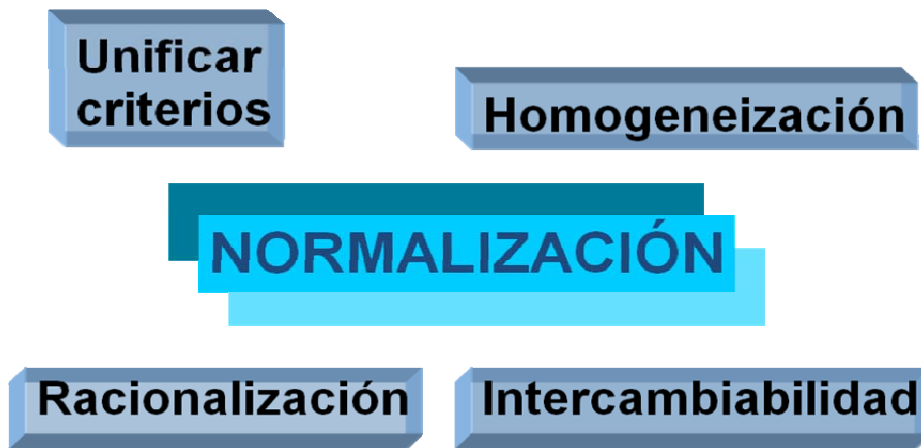 Unificar
criterios
Homogeneización
NORMALIZACIÓN
Racionalización
Intercambiabilidad